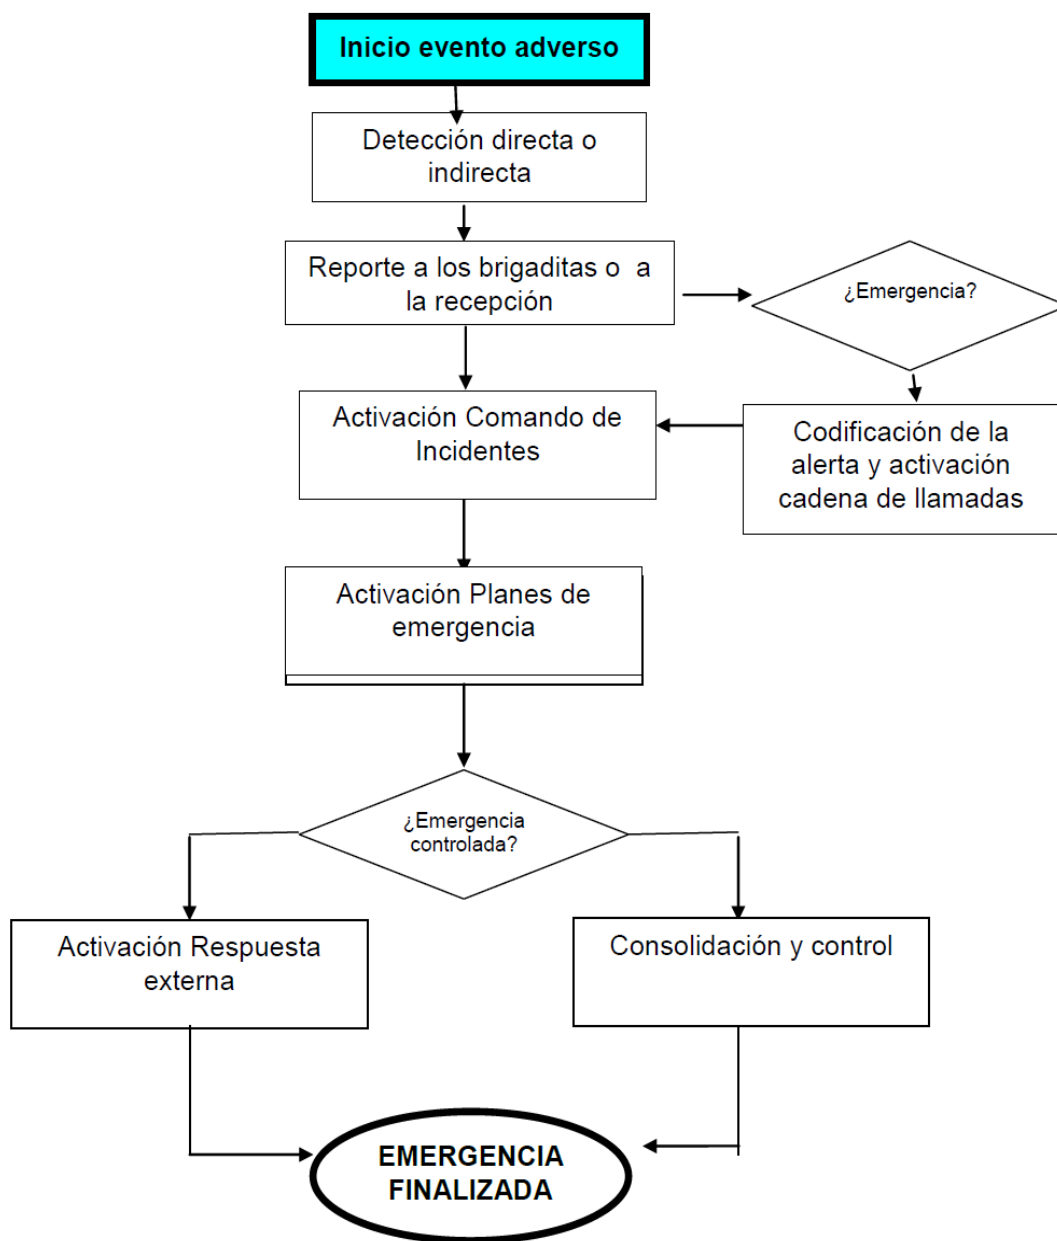 Inicio evento adverso
Detección directa o
indirecta
Reporte a los brigaditas o  a
la recepción
¿Emergencia?
Activación Comando de
Incidentes
Codificación de la
alerta y activación
cadena de llamadas
Activación Planes de
emergencia
¿Emergencia
controlada?
Activación Respuesta
externa
Consolidación y control
EMERGENCIA
FINALIZADA